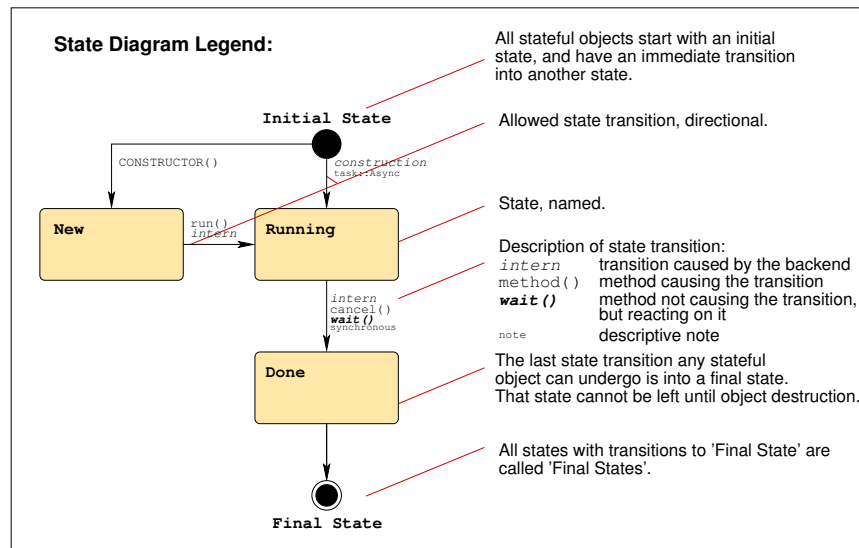 State Diagram Legend:
All stateful objects start with an initial
state, and have an immediate transition
into another state.
Initial State
Allowed state transition, directional.
CONSTRUCTOR()
construction
task::Async
New
run()
intern
Running
State, named.
Description of state transition:
intern transition caused by the backend
method() method causing the transition
wait() method not causing the transition,
but reacting on it
note descriptive note
intern
cancel()
wait()
synchronous
Done
The last state transition any stateful
object can undergo is into a final state.
That state cannot be left until object destruction.
All states with transitions to 'Final State' are
called 'Final States'.
Final State